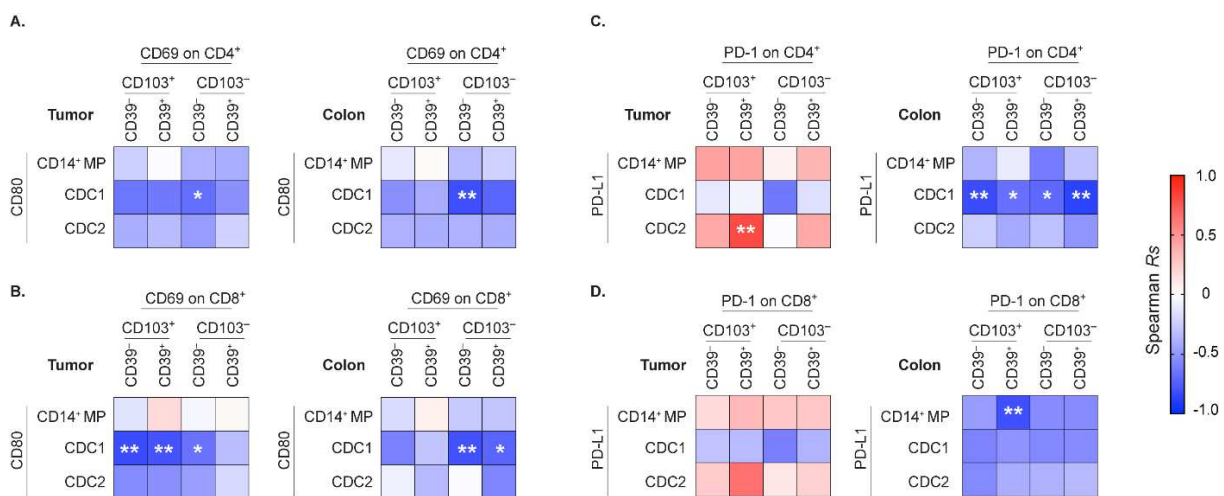 A.
CD69 on CD4⁺
CD103⁺ CD103⁻
Tumor
CD39⁻ CD39⁺ CD39⁻ CD39⁺
CD80
CD14⁺ MP
CDC1 *
CDC2
CD69 on CD4⁺
CD103⁺ CD103⁻
Colon
CD39⁻ CD39⁺ CD39⁻ CD39⁺
CD80
CD14⁺ MP
CDC1 **
CDC2
B.
CD69 on CD8⁺
CD103⁺ CD103⁻
Tumor
CD39⁻ CD39⁺ CD39⁻ CD39⁺
CD80
CD14⁺ MP
CDC1 ** ** *
CDC2
CD69 on CD8⁺
CD103⁺ CD103⁻
Colon
CD39⁻ CD39⁺ CD39⁻ CD39⁺
CD80
CD14⁺ MP
CDC1 ** *
CDC2
C.
PD-1 on CD4⁺
CD103⁺ CD103⁻
Tumor
CD39⁻ CD39⁺ CD39⁻ CD39⁺
PD-L1
CD14⁺ MP
CDC1
CDC2 **
PD-1 on CD4⁺
CD103⁺ CD103⁻
Colon
CD39⁻ CD39⁺ CD39⁻ CD39⁺
PD-L1
CD14⁺ MP
CDC1 ** * * **
CDC2
D.
PD-1 on CD8⁺
CD103⁺ CD103⁻
Tumor
CD39⁻ CD39⁺ CD39⁻ CD39⁺
PD-L1
CD14⁺ MP
CDC1
CDC2
PD-1 on CD8⁺
CD103⁺ CD103⁻
Colon
CD39⁻ CD39⁺ CD39⁻ CD39⁺
PD-L1
CD14⁺ MP **
CDC1
CDC2
Spearman Rs
1.0
0.5
0
-0.5
-1.0